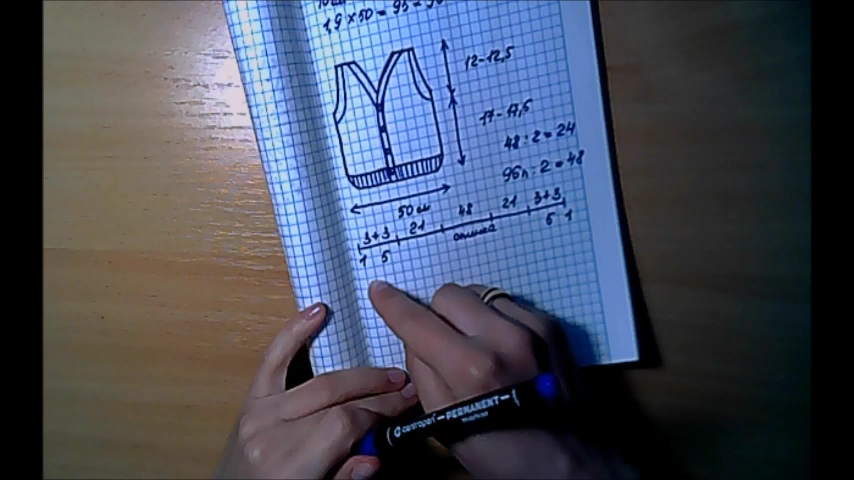 1,9 × 50 = 95 =
12-12,5
17-17,5
48 : 2 = 24
96п : 2 = 48
50 см
3+3 21 48 21 3+3
спинка
1 5 5 1
centropen PERMANENT